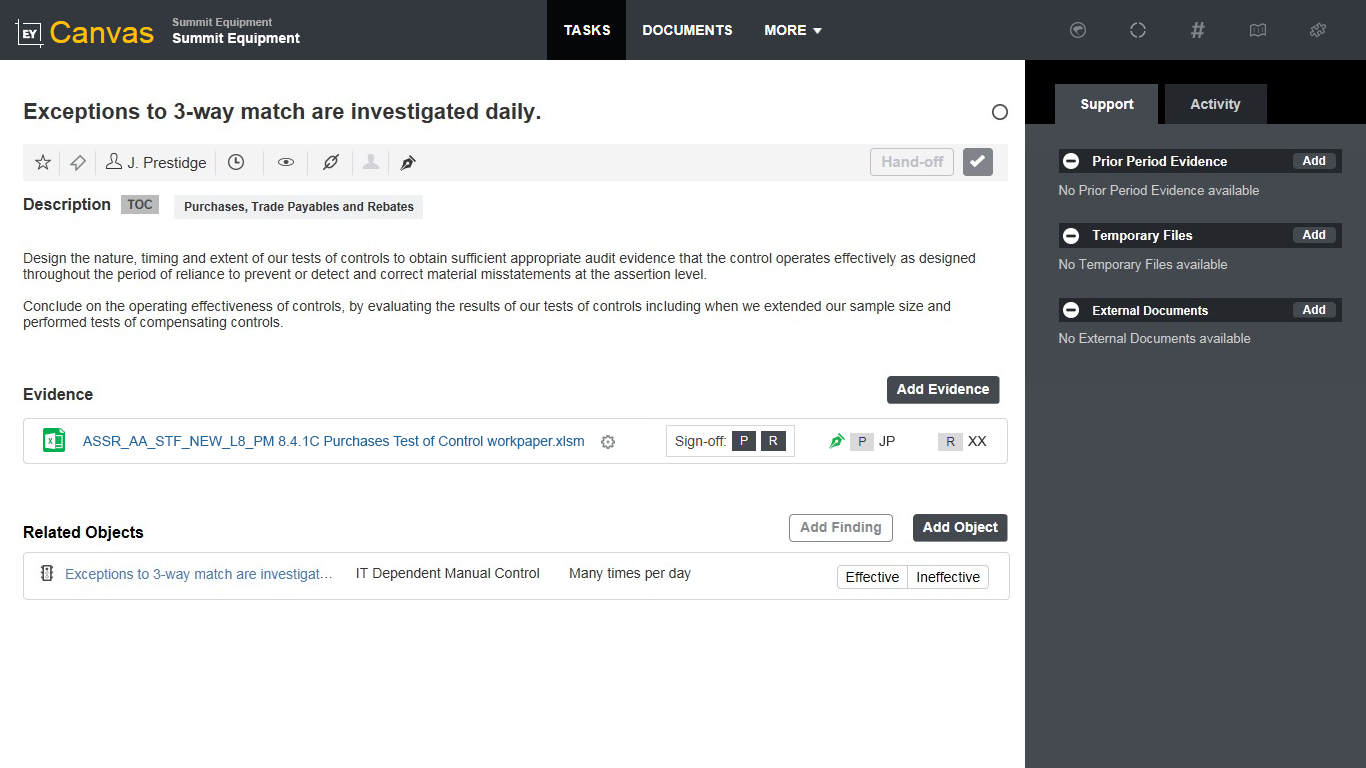 EY Canvas
Summit Equipment
Summit Equipment
TASKS
DOCUMENTS
MORE
#
Exceptions to 3-way match are investigated daily.
J. Prestidge
Hand-off
Description TOC Purchases, Trade Payables and Rebates
Design the nature, timing and extent of our tests of controls to obtain sufficient appropriate audit evidence that the control operates effectively as designed
throughout the period of reliance to prevent or detect and correct material misstatements at the assertion level.
Conclude on the operating effectiveness of controls, by evaluating the results of our tests of controls including when we extended our sample size and
performed tests of compensating controls.
Evidence
Add Evidence
ASSR_AA_STF_NEW_L8_PM 8.4.1C Purchases Test of Control workpaper.xlsm Sign-off: P R P JP R XX
Related Objects
Add Finding
Add Object
Exceptions to 3-way match are investigat… IT Dependent Manual Control Many times per day Effective Ineffective
Support
Activity
Prior Period Evidence Add
No Prior Period Evidence available
Temporary Files Add
No Temporary Files available
External Documents Add
No External Documents available